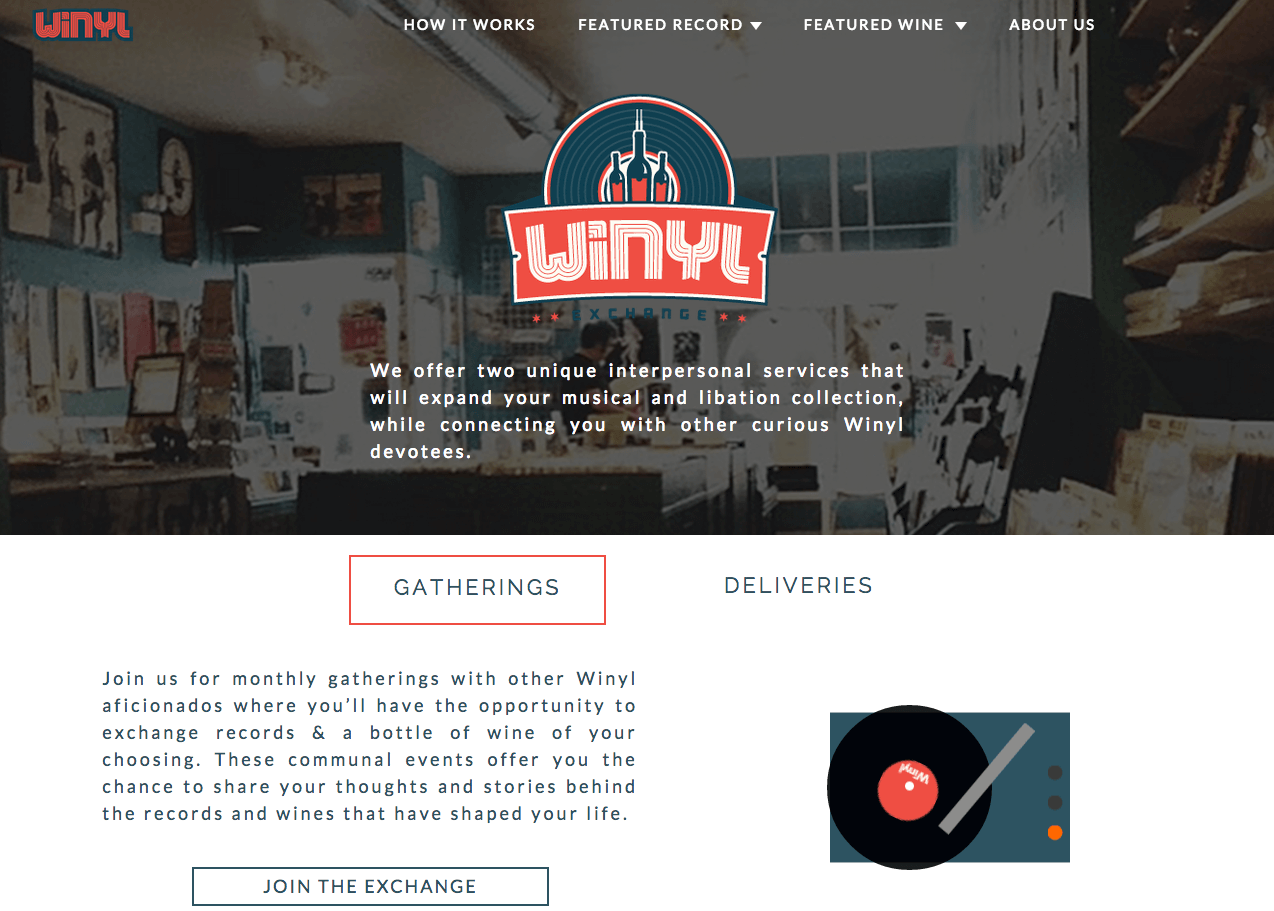 WiNYL
HOW IT WORKS
FEATURED RECORD
FEATURED WINE
ABOUT US
WiNYL
EXCHANGE
We offer two unique interpersonal services that
will expand your musical and libation collection,
while connecting you with other curious Winyl
devotees.
GATHERINGS
DELIVERIES
Join us for monthly gatherings with other Winyl
aficionados where you’ll have the opportunity to
exchange records & a bottle of wine of your
choosing. These communal events offer you the
chance to share your thoughts and stories behind
the records and wines that have shaped your life.
Winyl
JOIN THE EXCHANGE